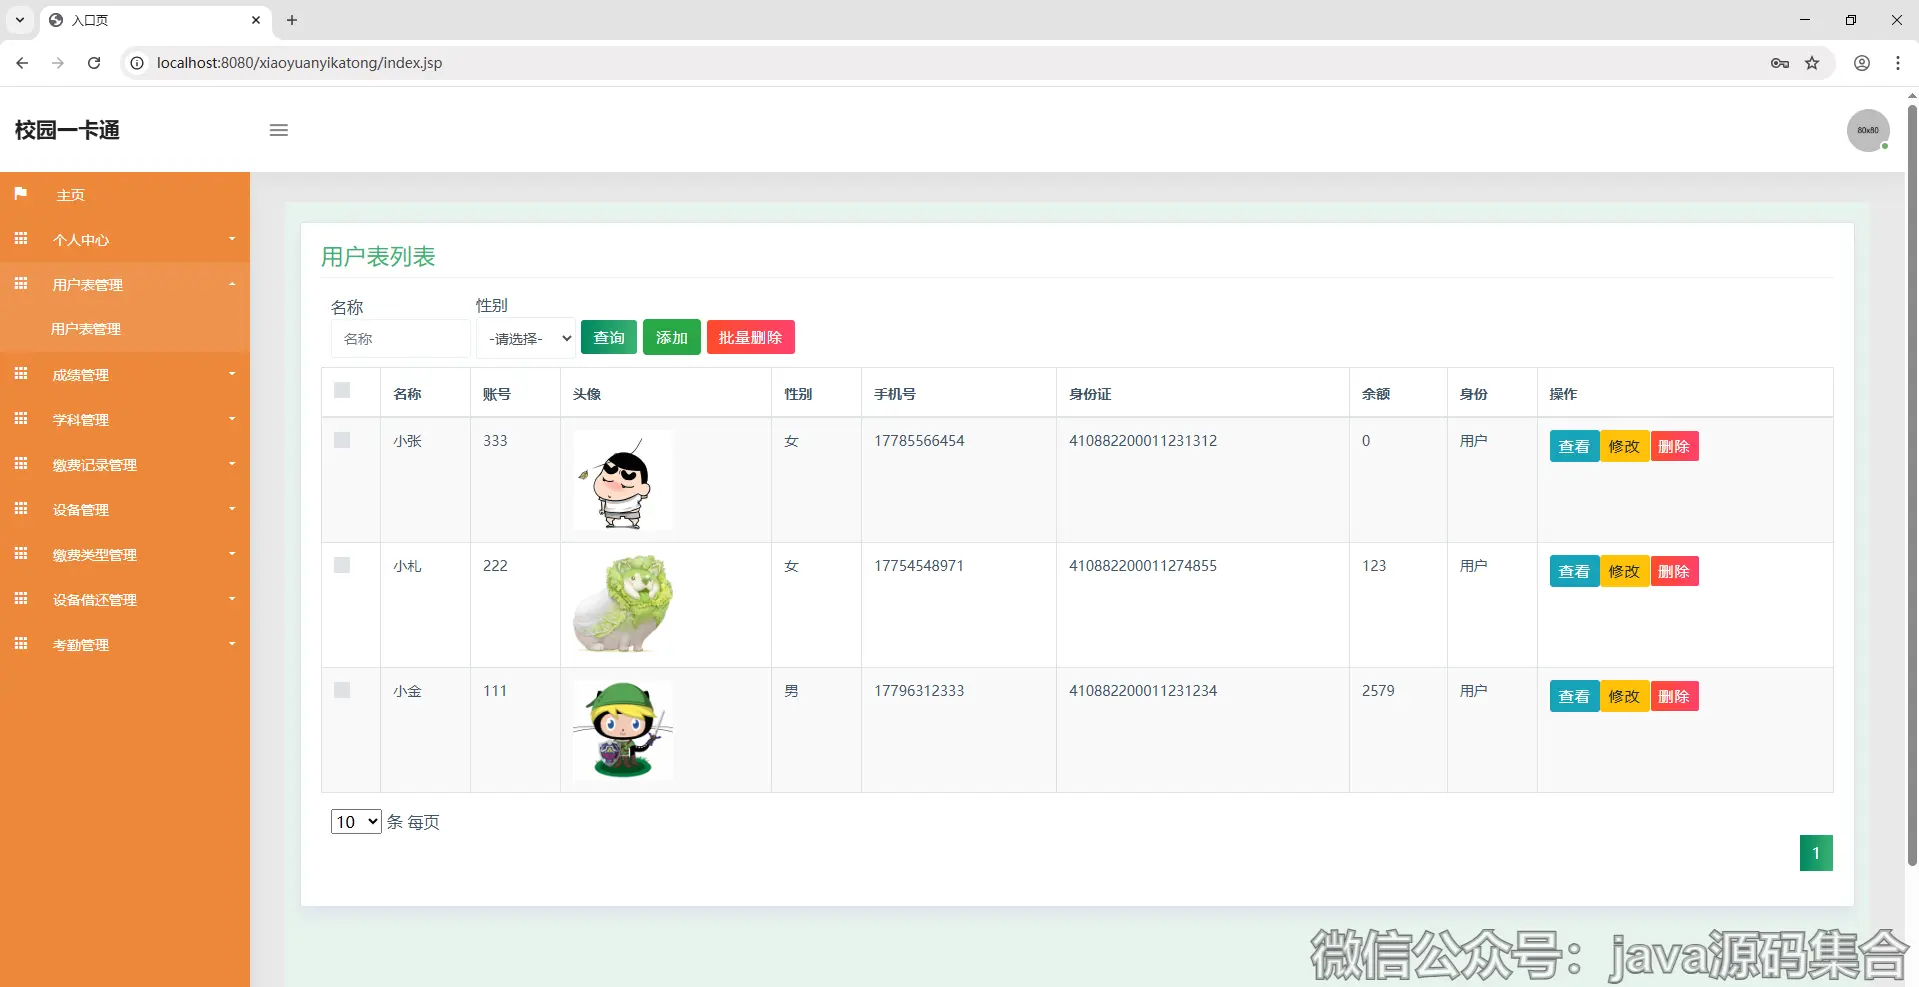 入口页
localhost:8080/xiaoyuanyikatong/index.jsp
校园一卡通
80x80
主页
个人中心
用户表管理
用户表管理
成绩管理
学科管理
缴费记录管理
设备管理
缴费类型管理
设备借还管理
考勤管理
用户表列表
名称 性别
名称 -请选择- 查询 添加 批量删除
名称 账号 头像 性别 手机号 身份证 余额 身份 操作
小张 333 女 17785566454 410882200011231312 0 用户 查看 修改 删除
小札 222 女 17754548971 410882200011274855 123 用户 查看 修改 删除
小金 111 男 17796312333 410882200011231234 2579 用户 查看 修改 删除
10 条 每页
1
微信公众号：java源码集合